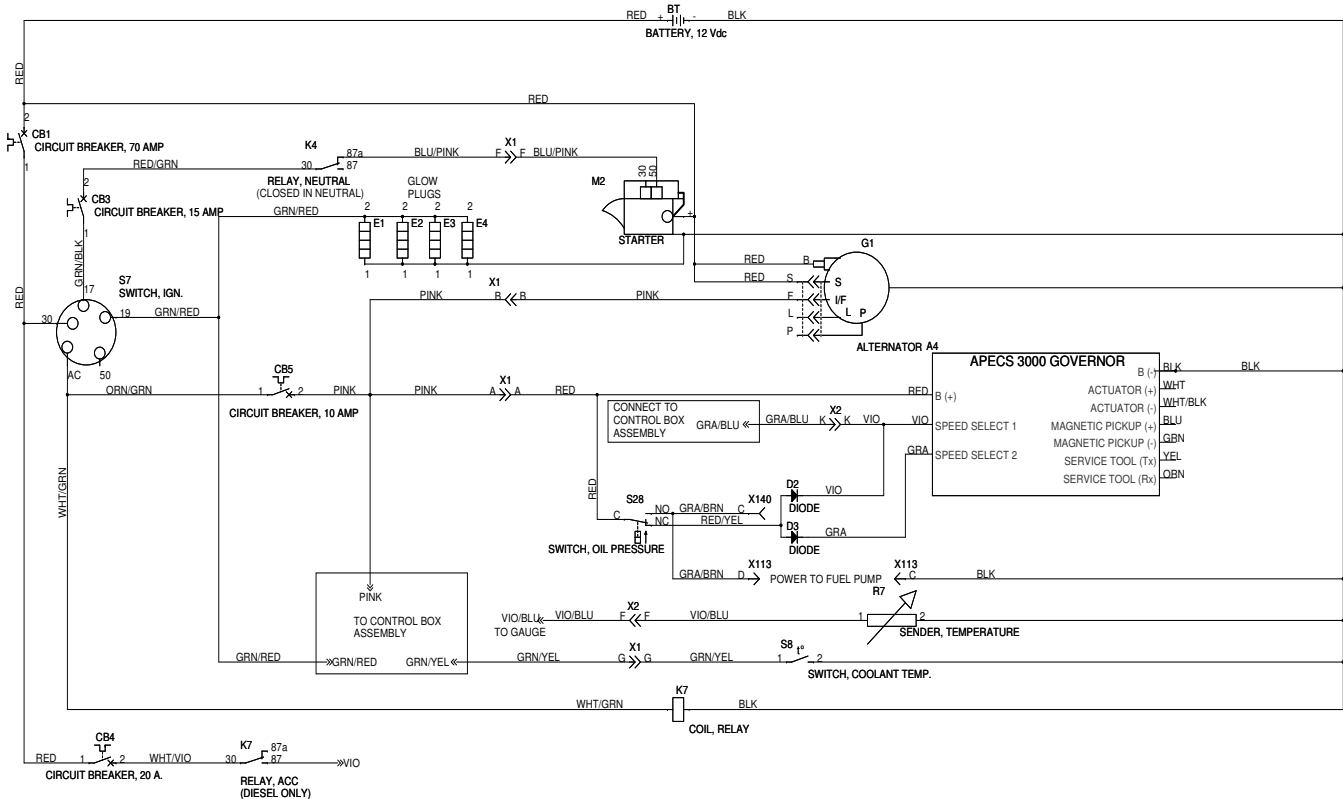 RED + BT - BLK
BATTERY, 12 Vdc
RED
RED
2
CB1
CIRCUIT BREAKER, 70 AMP
1
RED/GRN
K4
30
87a
87
RELAY, NEUTRAL
(CLOSED IN NEUTRAL)
BLU/PINK
X1
F F
BLU/PINK
30
50
M2
+
STARTER
2
CB3
CIRCUIT BREAKER, 15 AMP
1
GRN/BLK
GRN/RED
GLOW
PLUGS
2 2 2 2
E1 E2 E3 E4
1 1 1 1
S7
SWITCH, IGN.
17
19
GRN/RED
RED
30
AC
50
RED B
RED S
G1
S
I/F
L P
F
L
P
ALTERNATOR
PINK
X1
B B
PINK
ORN/GRN
CB5
1 2
CIRCUIT BREAKER, 10 AMP
PINK
PINK
X1
A A
RED
A4
APECS 3000 GOVERNOR
RED B (+)
VIO SPEED SELECT 1
GRA SPEED SELECT 2
B (-) BLK
BLK
ACTUATOR (+) WHT
ACTUATOR (-) WHT/BLK
MAGNETIC PICKUP (+) BLU
MAGNETIC PICKUP (-) GRN
SERVICE TOOL (Tx) YEL
SERVICE TOOL (Rx) ORN
CONNECT TO
CONTROL BOX
ASSEMBLY
GRA/BLU
GRA/BLU
X2
K K
VIO
WHT/GRN
RED
S28
C
NO
NC
GRA/BRN
C
X140
RED/YEL
SWITCH, OIL PRESSURE
D2
DIODE
VIO
D3
DIODE
GRA
GRA/BRN
D
X113
POWER TO FUEL PUMP
X113
C
BLK
PINK
TO CONTROL BOX
ASSEMBLY
GRN/RED
GRN/RED
GRN/YEL
VIO/BLU
TO GAUGE
VIO/BLU
X2
F F
VIO/BLU
R7
1 2
SENDER, TEMPERATURE
GRN/YEL
X1
G G
GRN/YEL
S8
t°
1 2
SWITCH, COOLANT TEMP.
WHT/GRN
K7
BLK
COIL, RELAY
RED
CB4
1 2
CIRCUIT BREAKER, 20 A.
WHT/VIO
K7
30
87a
87
VIO
RELAY, ACC
(DIESEL ONLY)